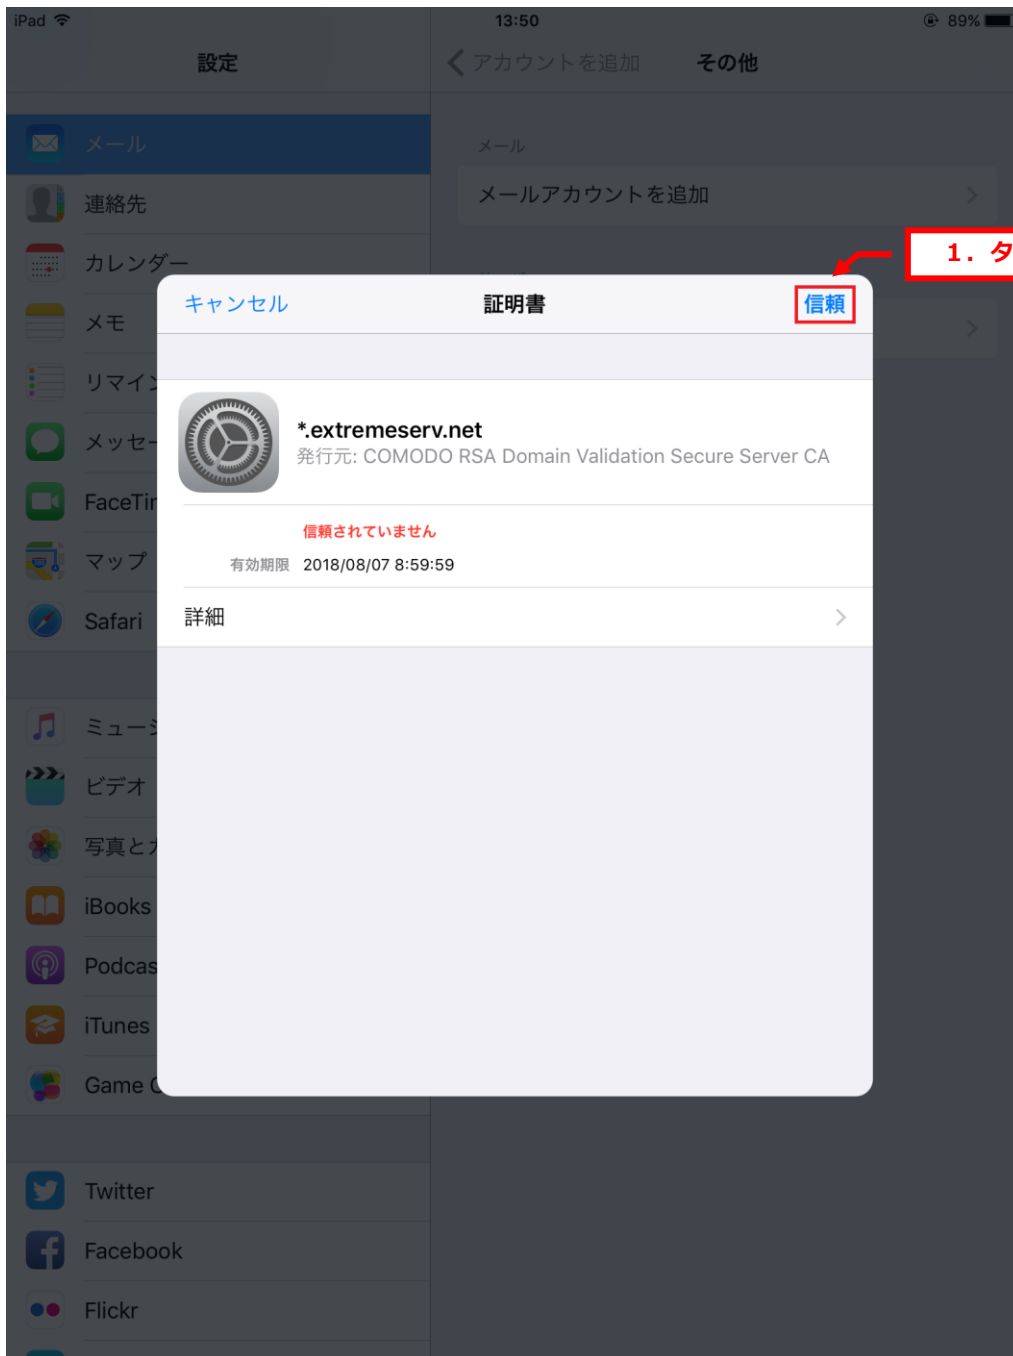 iPad 13:50 89%
設定
アカウントを追加 その他
メール
連絡先
カレンダー
メモ
リマイン
メッセー
FaceTir
マップ
Safari
ミュージ
ビデオ
写真とカ
iBooks
Podcas
iTunes
Game C
Twitter
Facebook
Flickr
メール
メールアカウントを追加
1. タ
キャンセル 証明書 信頼
*.extremeserv.net
発行元: COMODO RSA Domain Validation Secure Server CA
信頼されていません
有効期限 2018/08/07 8:59:59
詳細